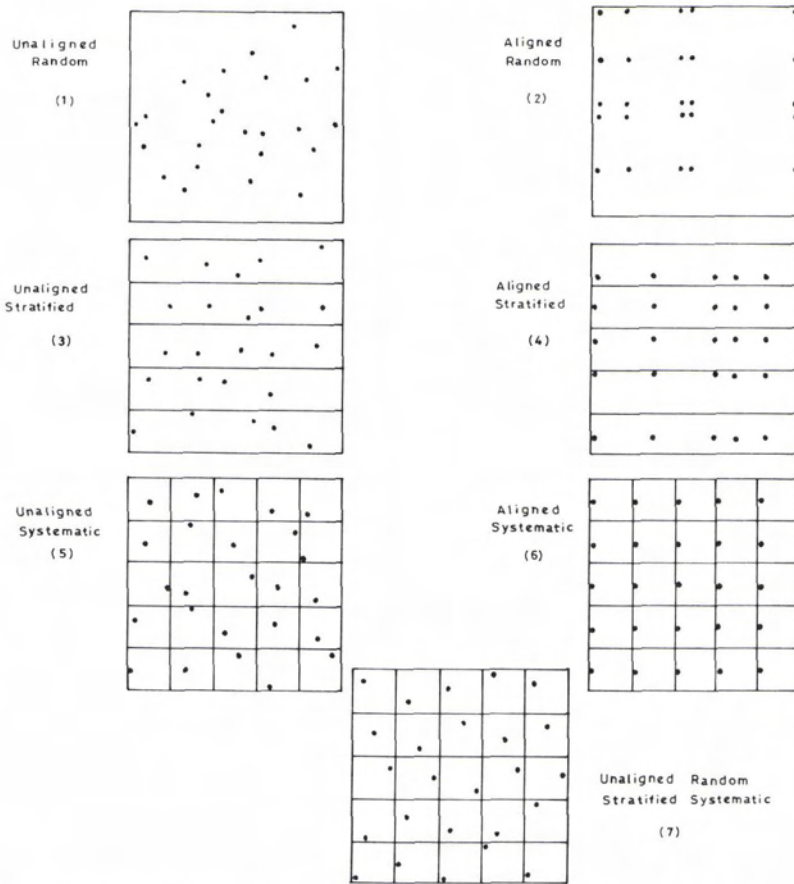 Unaligned
Random
(1)
Aligned
Random
(2)
Unaligned
Stratified
(3)
Aligned
Stratified
(4)
Unaligned
Systematic
(5)
Aligned
Systematic
(6)
Unaligned Random
Stratified Systematic
(7)